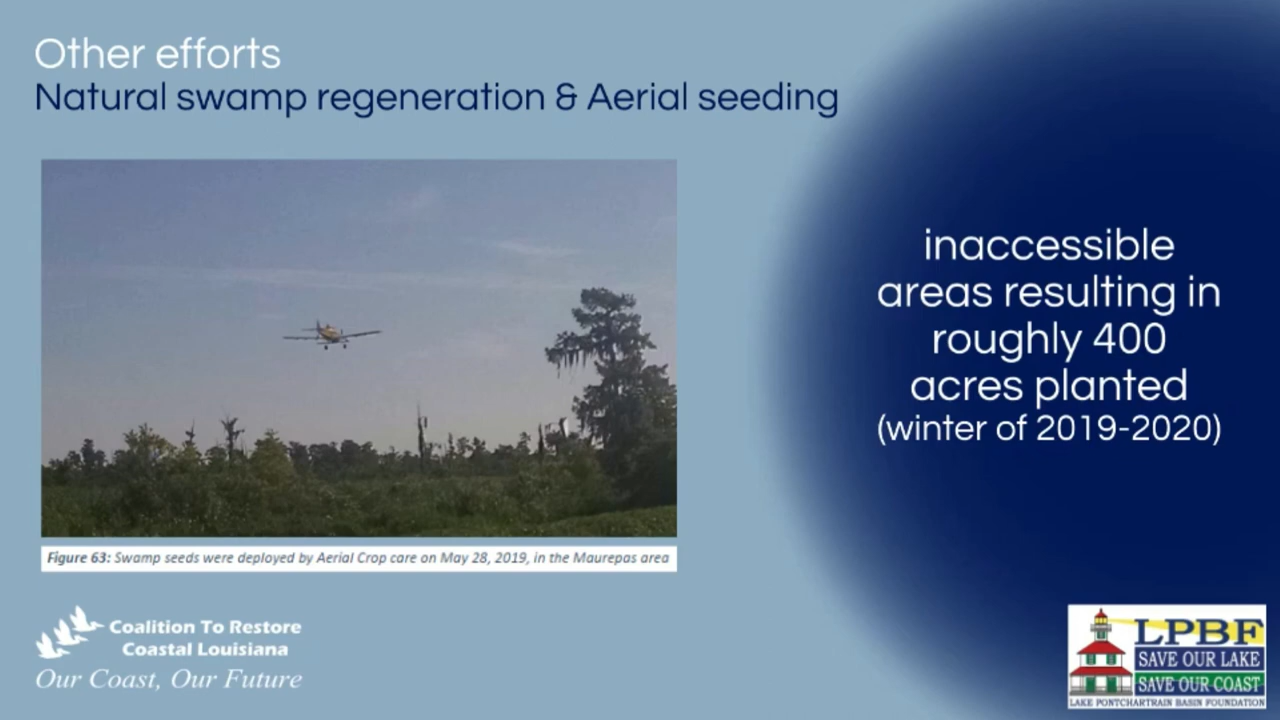 Other efforts
Natural swamp regeneration & Aerial seeding
inaccessible
areas resulting in
roughly 400
acres planted
(winter of 2019-2020)
Figure 63: Swamp seeds were deployed by Aerial Crop care on May 28, 2019, in the Maurepas area
Coalition To Restore
Coastal Louisiana
Our Coast, Our Future
LPBF
SAVE OUR LAKE
SAVE OUR COAST
LAKE PONTCHARTRAIN BASIN FOUNDATION